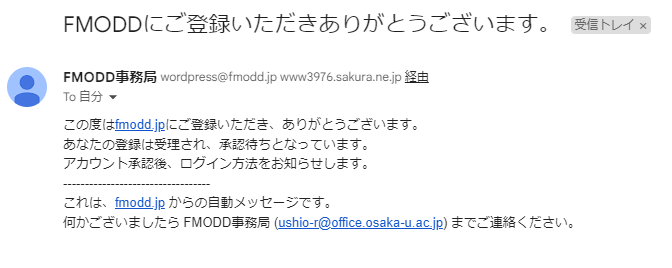 FMODDにご登録いただきありがとうございます。 受信トレイ ×
FMODD事務局 wordpress@fmodd.jp www3976.sakura.ne.jp 経由
To 自分
この度はfmodd.jpにご登録いただき、ありがとうございます。
あなたの登録は受理され、承認待ちとなっています。
アカウント承認後、ログイン方法をお知らせします。
----------------------------------
これは、fmodd.jp からの自動メッセージです。
何かございましたら FMODD事務局 (ushio-r@office.osaka-u.ac.jp) までご連絡ください。